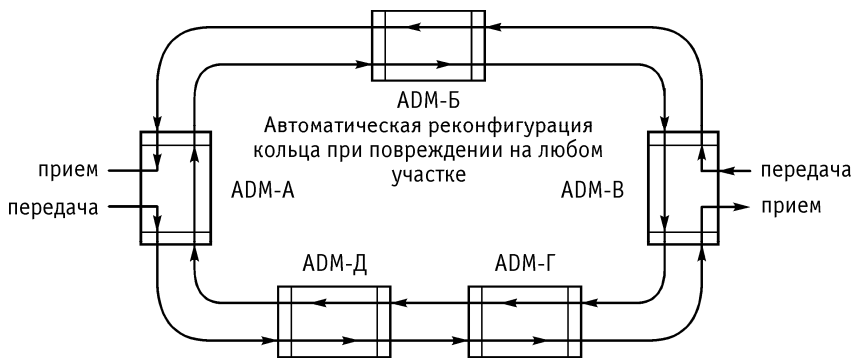 ADM-Б
Автоматическая реконфигурация
кольца при повреждении на любом
участке
прием
передача
ADM-А
ADM-В
передача
прием
ADM-Д
ADM-Г